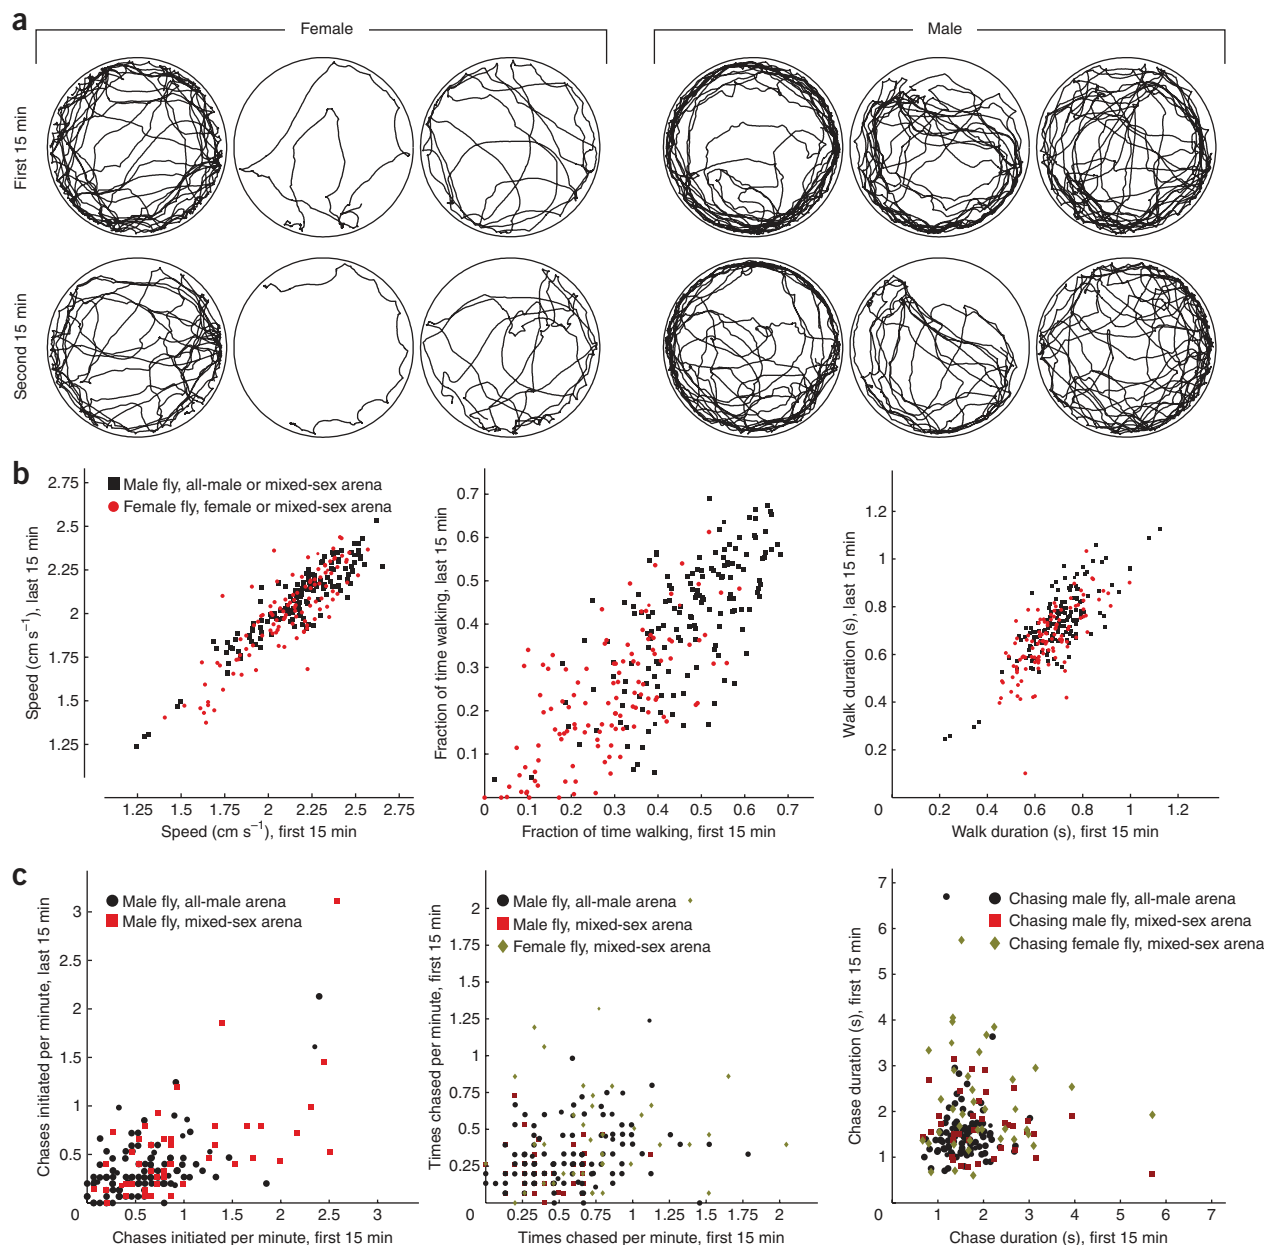 a
Female
Male
First 15 min
Second 15 min
b
Male fly, all-male or mixed-sex arena
Female fly, female or mixed-sex arena
Speed (cm s⁻¹), last 15 min
2.75
2.5
2.25
2
1.75
1.5
1.25
1.25 1.5 1.75 2 2.25 2.5 2.75
Speed (cm s⁻¹), first 15 min
Fraction of time walking, last 15 min
0.7
0.6
0.5
0.4
0.3
0.2
0.1
0 0.1 0.2 0.3 0.4 0.5 0.6 0.7
Fraction of time walking, first 15 min
Walk duration (s), last 15 min
1.2
1
0.8
0.6
0.4
0.2
0 0.2 0.4 0.6 0.8 1 1.2
Walk duration (s), first 15 min
c
Male fly, all-male arena
Male fly, mixed-sex arena
Chases initiated per minute, last 15 min
3
2.5
2
1.5
1
0.5
0 0.5 1 1.5 2 2.5 3
Chases initiated per minute, first 15 min
Male fly, all-male arena
Male fly, mixed-sex arena
Female fly, mixed-sex arena
Times chased per minute, first 15 min
2
1.75
1.5
1.25
1
0.75
0.5
0.25
0 0.25 0.5 0.75 1 1.25 1.5 1.75 2
Times chased per minute, first 15 min
Chasing male fly, all-male arena
Chasing male fly, mixed-sex arena
Chasing female fly, mixed-sex arena
Chase duration (s), first 15 min
7
6
5
4
3
2
1
0 1 2 3 4 5 6 7
Chase duration (s), first 15 min